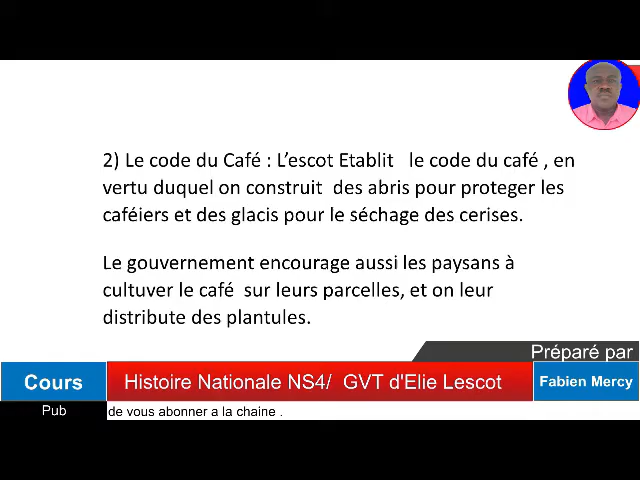 2) Le code du Café : L’escot Etablit le code du café , en
vertu duquel on construit des abris pour proteger les
caféiers et des glacis pour le séchage des cerises.
Le gouvernement encourage aussi les paysans à
cultuver le café sur leurs parcelles, et on leur
distribute des plantules.
Préparé par
Cours
Histoire Nationale NS4/ GVT d'Elie Lescot
Fabien Mercy
Pub
de vous abonner a la chaine .